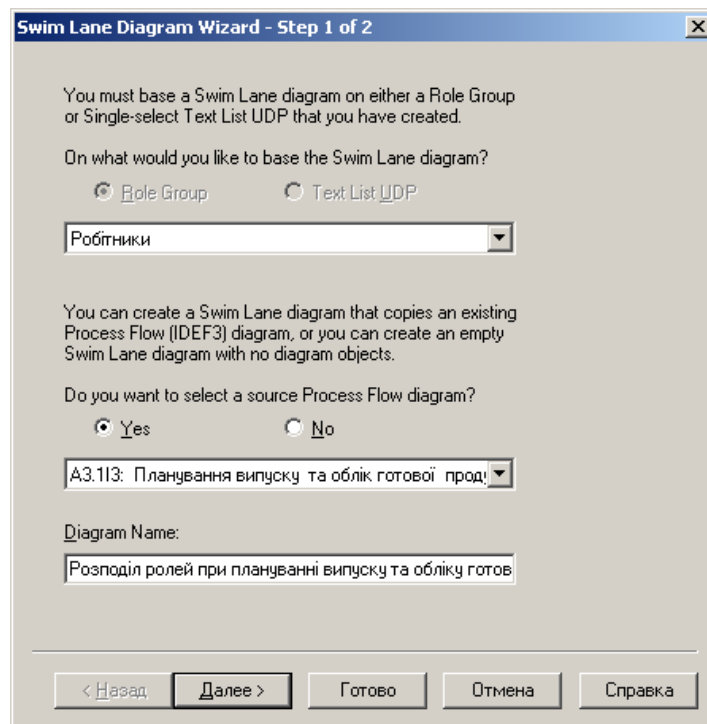 Swim Lane Diagram Wizard - Step 1 of 2
You must base a Swim Lane diagram on either a Role Group
or Single-select Text List UDP that you have created.
On what would you like to base the Swim Lane diagram?
Role Group Text List UDP
Робітники
You can create a Swim Lane diagram that copies an existing
Process Flow (IDEF3) diagram, or you can create an empty
Swim Lane diagram with no diagram objects.
Do you want to select a source Process Flow diagram?
Yes No
A3.1I3: Планування випуску та облік готової проду
Diagram Name:
Розподіл ролей при плануванні випуску та обліку готов
< Назад Далее > Готово Отмена Справка